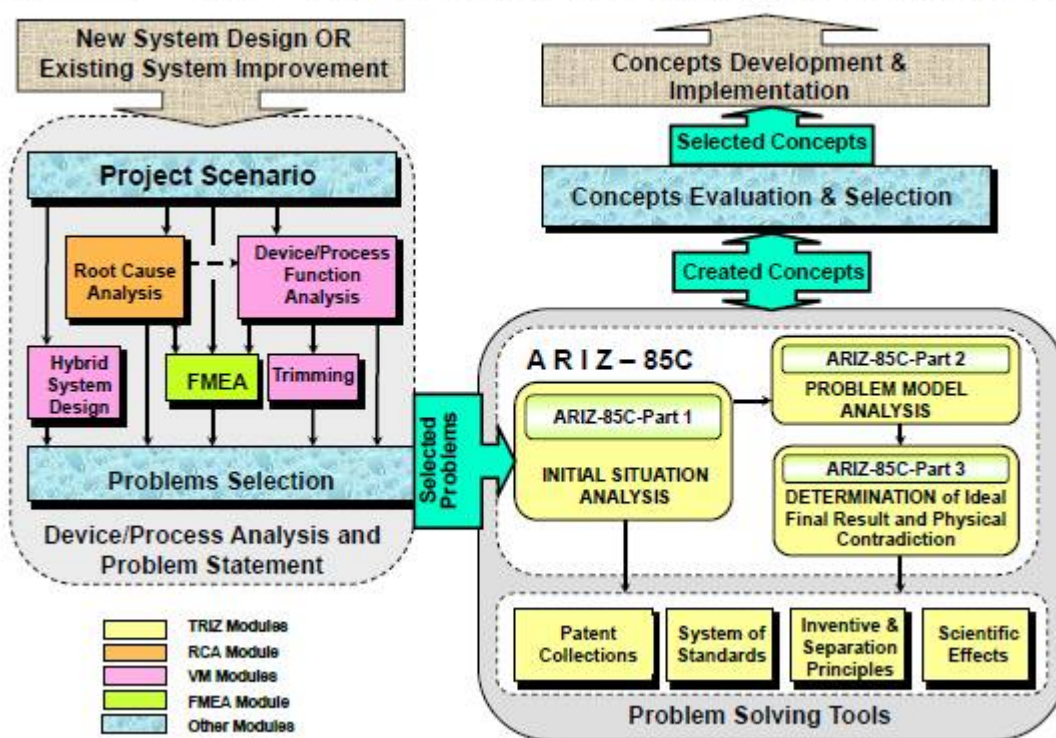 New System Design OR
Existing System Improvement
Project Scenario
Root Cause
Analysis
Device/Process
Function
Analysis
Hybrid
System
Design
FMEA
Trimming
Problems Selection
Device/Process Analysis and
Problem Statement
TRIZ Modules
RCA Module
VM Modules
FMEA Module
Other Modules
Selected
Problems
Concepts Development &
Implementation
Selected Concepts
Concepts Evaluation & Selection
Created Concepts
A R I Z – 85C
ARIZ-85C-Part 1
INITIAL SITUATION
ANALYSIS
ARIZ-85C-Part 2
PROBLEM MODEL
ANALYSIS
ARIZ-85C-Part 3
DETERMINATION of Ideal
Final Result and Physical
Contradiction
Patent
Collections
System of
Standards
Inventive &
Separation
Principles
Scientific
Effects
Problem Solving Tools